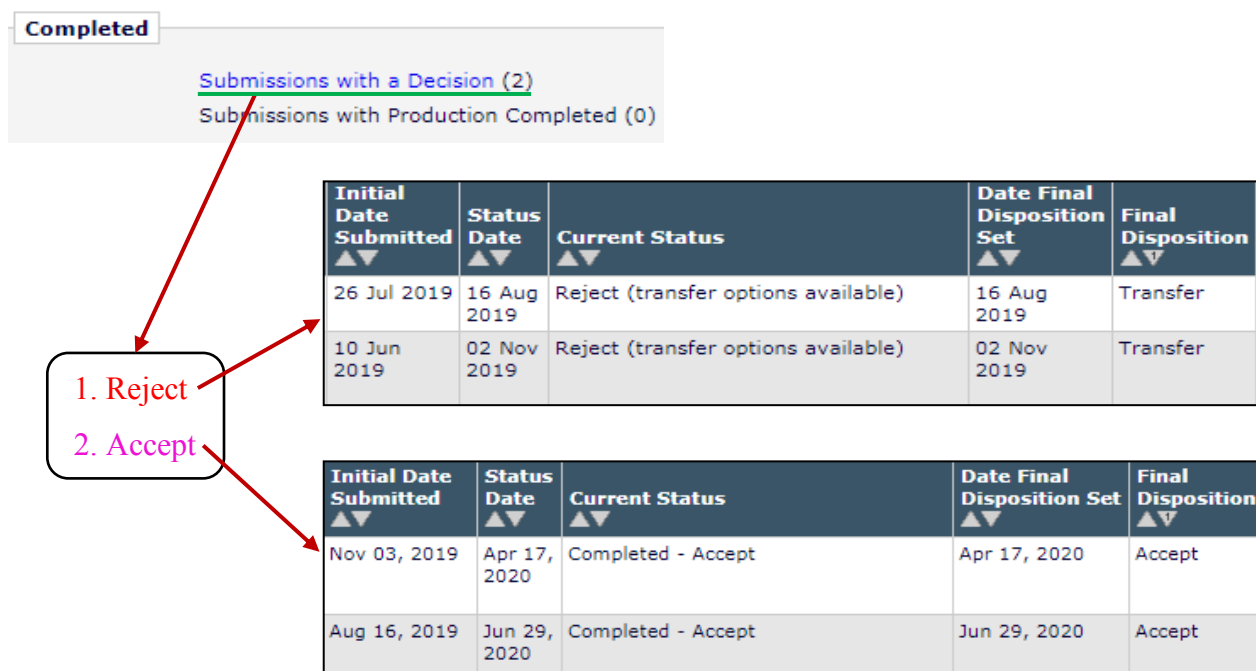 Completed
Submissions with a Decision (2)
Submissions with Production Completed (0)
Initial
Date
Submitted
Status
Date
Current Status
Date Final
Disposition
Set
Final
Disposition
1
26 Jul 2019
16 Aug
2019
Reject (transfer options available)
16 Aug
2019
Transfer
10 Jun
2019
02 Nov
2019
Reject (transfer options available)
02 Nov
2019
Transfer
1. Reject
2. Accept
Initial Date
Submitted
Status
Date
Current Status
Date Final
Disposition Set
Final
Disposition
1
Nov 03, 2019
Apr 17,
2020
Completed - Accept
Apr 17, 2020
Accept
Aug 16, 2019
Jun 29,
2020
Completed - Accept
Jun 29, 2020
Accept